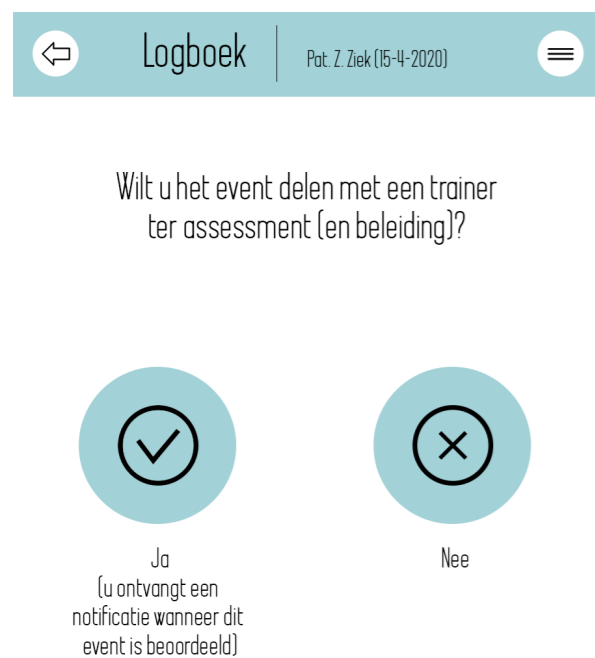 Logboek
Pat. Z. Ziek (15-4-2020)
Wilt u het event delen met een trainer
ter assessment (en beleiding)?
Ja
(u ontvangt een
notificatie wanneer dit
event is beoordeeld)
Nee